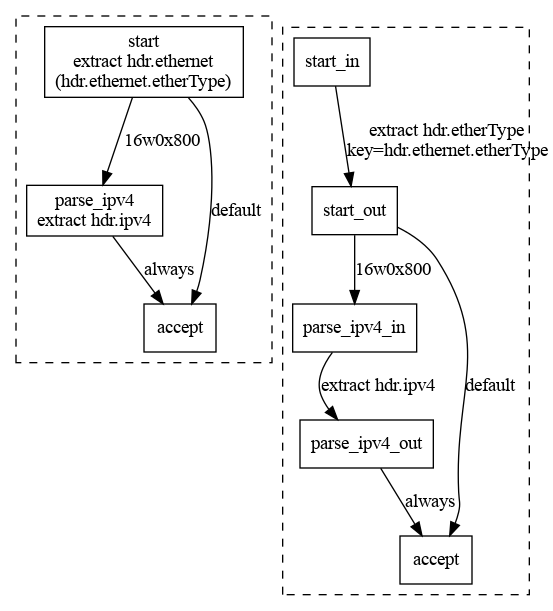 start
extract hdr.ethernet
(hdr.ethernet.etherType)
16w0x800
parse_ipv4
extract hdr.ipv4
default
always
accept
start_in
extract hdr.etherType
key=hdr.ethernet.etherType
start_out
16w0x800
parse_ipv4_in
extract hdr.ipv4
default
parse_ipv4_out
always
accept